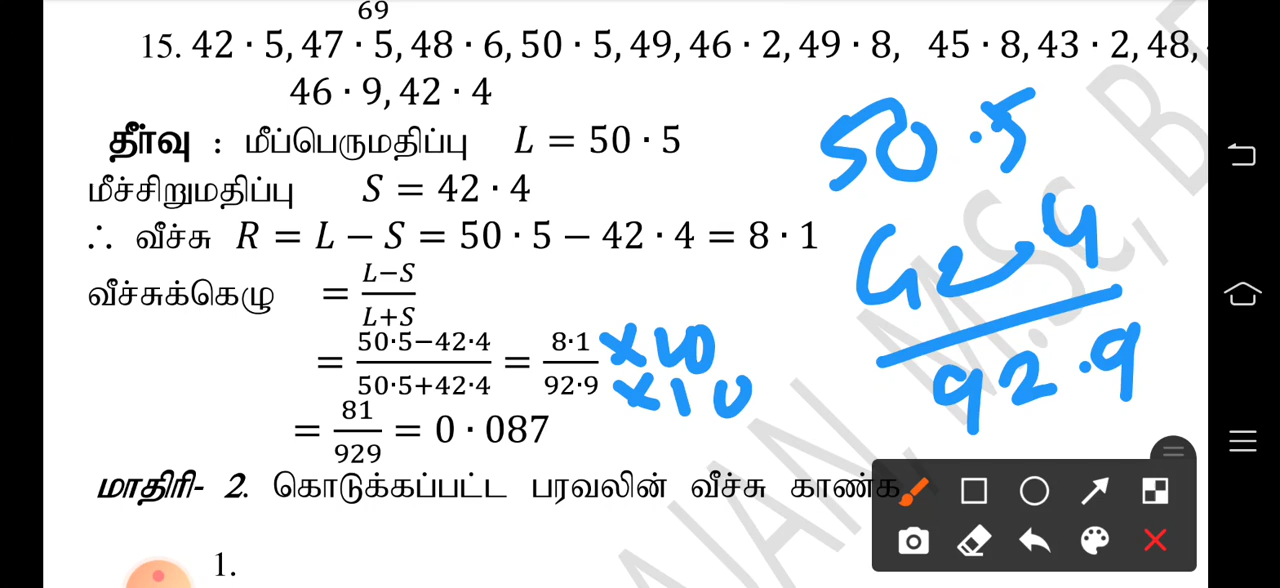 69
15. 42 · 5, 47 · 5, 48 · 6, 50 · 5, 49, 46 · 2, 49 · 8, 45 · 8, 43 · 2, 48,
46 · 9, 42 · 4
தீர்வு : மீப்பெருமதிப்பு L = 50 · 5
மீச்சிறுமதிப்பு S = 42 · 4
∴ வீச்சு R = L − S = 50 · 5 − 42 · 4 = 8 · 1
வீச்சுக்கெழு = L−S / L+S
= 50·5−42·4 / 50·5+42·4 = 8·1 / 92·9 ×10 / ×10
= 81 / 929 = 0 · 087
50.5
42 4
92.9
மாதிரி- 2. கொடுக்கப்பட்ட பரவலின் வீச்சு காண்க
1.
AJAN, M.Sc, B.E